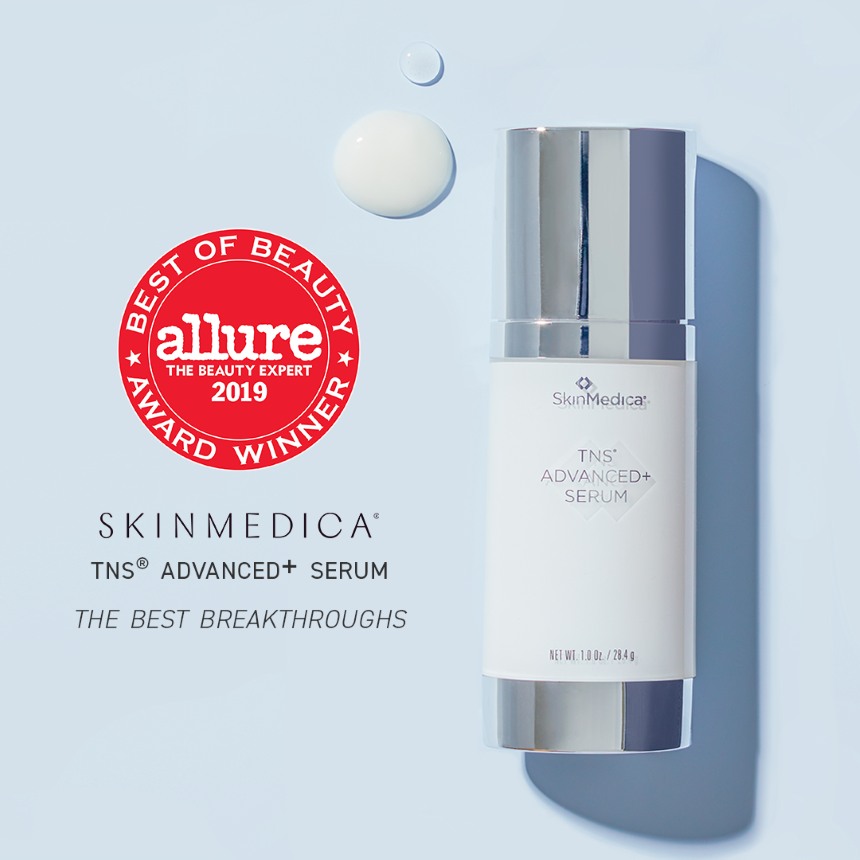 BEST OF BEAUTY
allure
THE BEAUTY EXPERT
2019
AWARD WINNER
SKINMEDICA®
TNS® ADVANCED+ SERUM
THE BEST BREAKTHROUGHS
SkinMedica®
TNS®
ADVANCED+
SERUM
NET WT. 1.0 Oz. / 28.4 g